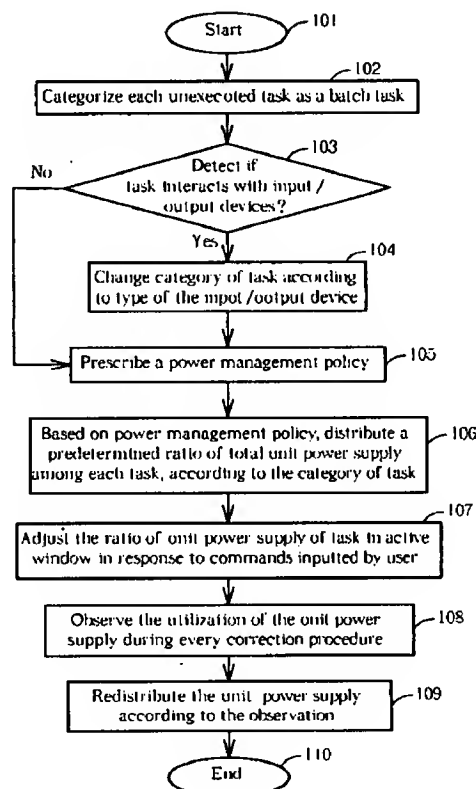 Start
101
102
Categorize each unexecoted task as a batch task
103
Detect if
task interacts with input /
output devices?
No
Yes
104
Change category of task according
to type of the input/output device
Prescribe a power management policy
105
Based on power management policy, distribute a
predetermined ratio of total unit power supply
among each task, according to the category of task
106
107
Adjust the ratio of unit power supply of task in active
window in response to commands inputted by user
Observe the utilization of the unit power
supply during every correction procedure
108
Redistribute the unit power supply
according to the observation
109
End
110